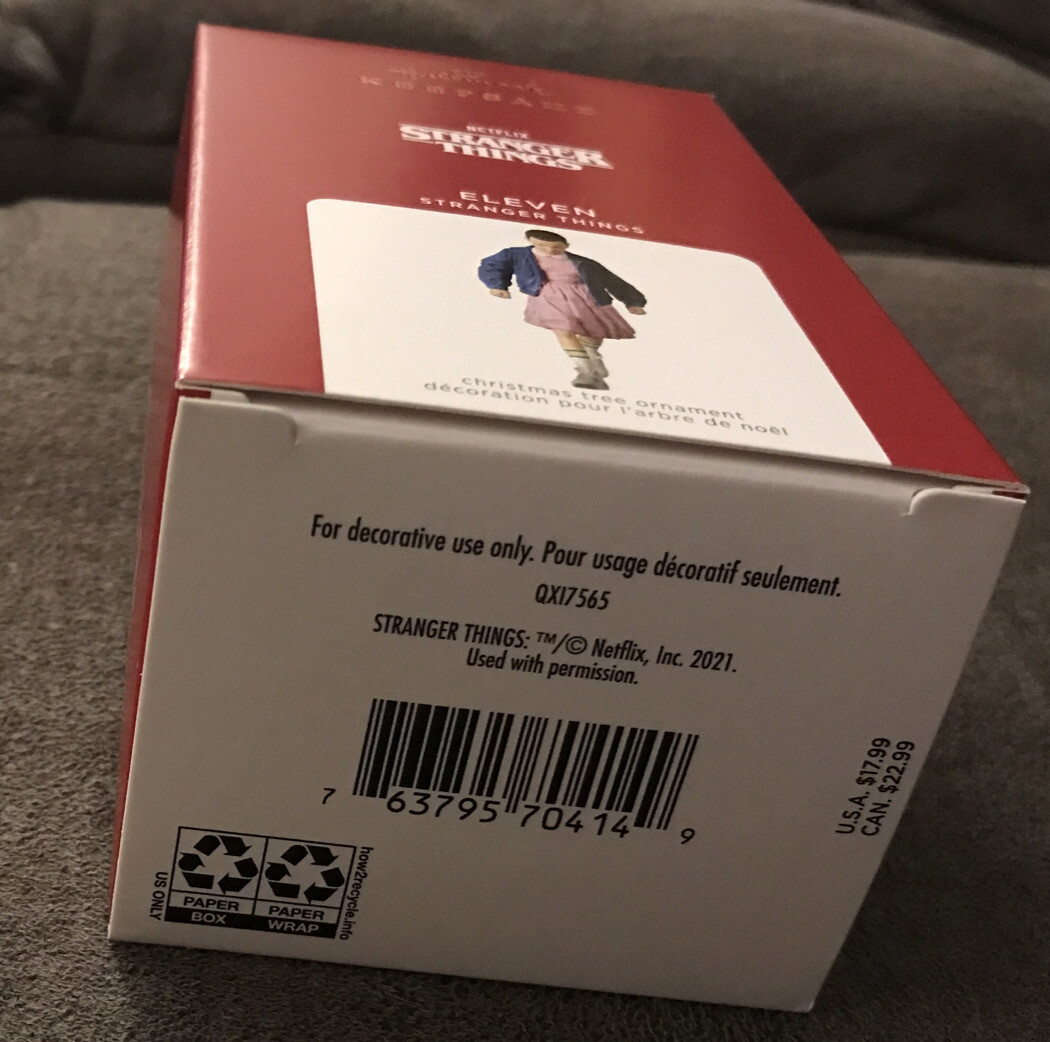 Hallmark
KEEPSAKE
NETFLIX
STRANGER
THINGS
ELEVEN
STRANGER THINGS
christmas tree ornament
décoration pour l'arbre de noël
For decorative use only. Pour usage décoratif seulement.
QXI7565
STRANGER THINGS: ™/© Netflix, Inc. 2021.
Used with permission.
7 63795 70414 9
U.S.A. $17.99
CAN. $22.99
US ONLY
PAPER
BOX
PAPER
WRAP
how2recycle.info